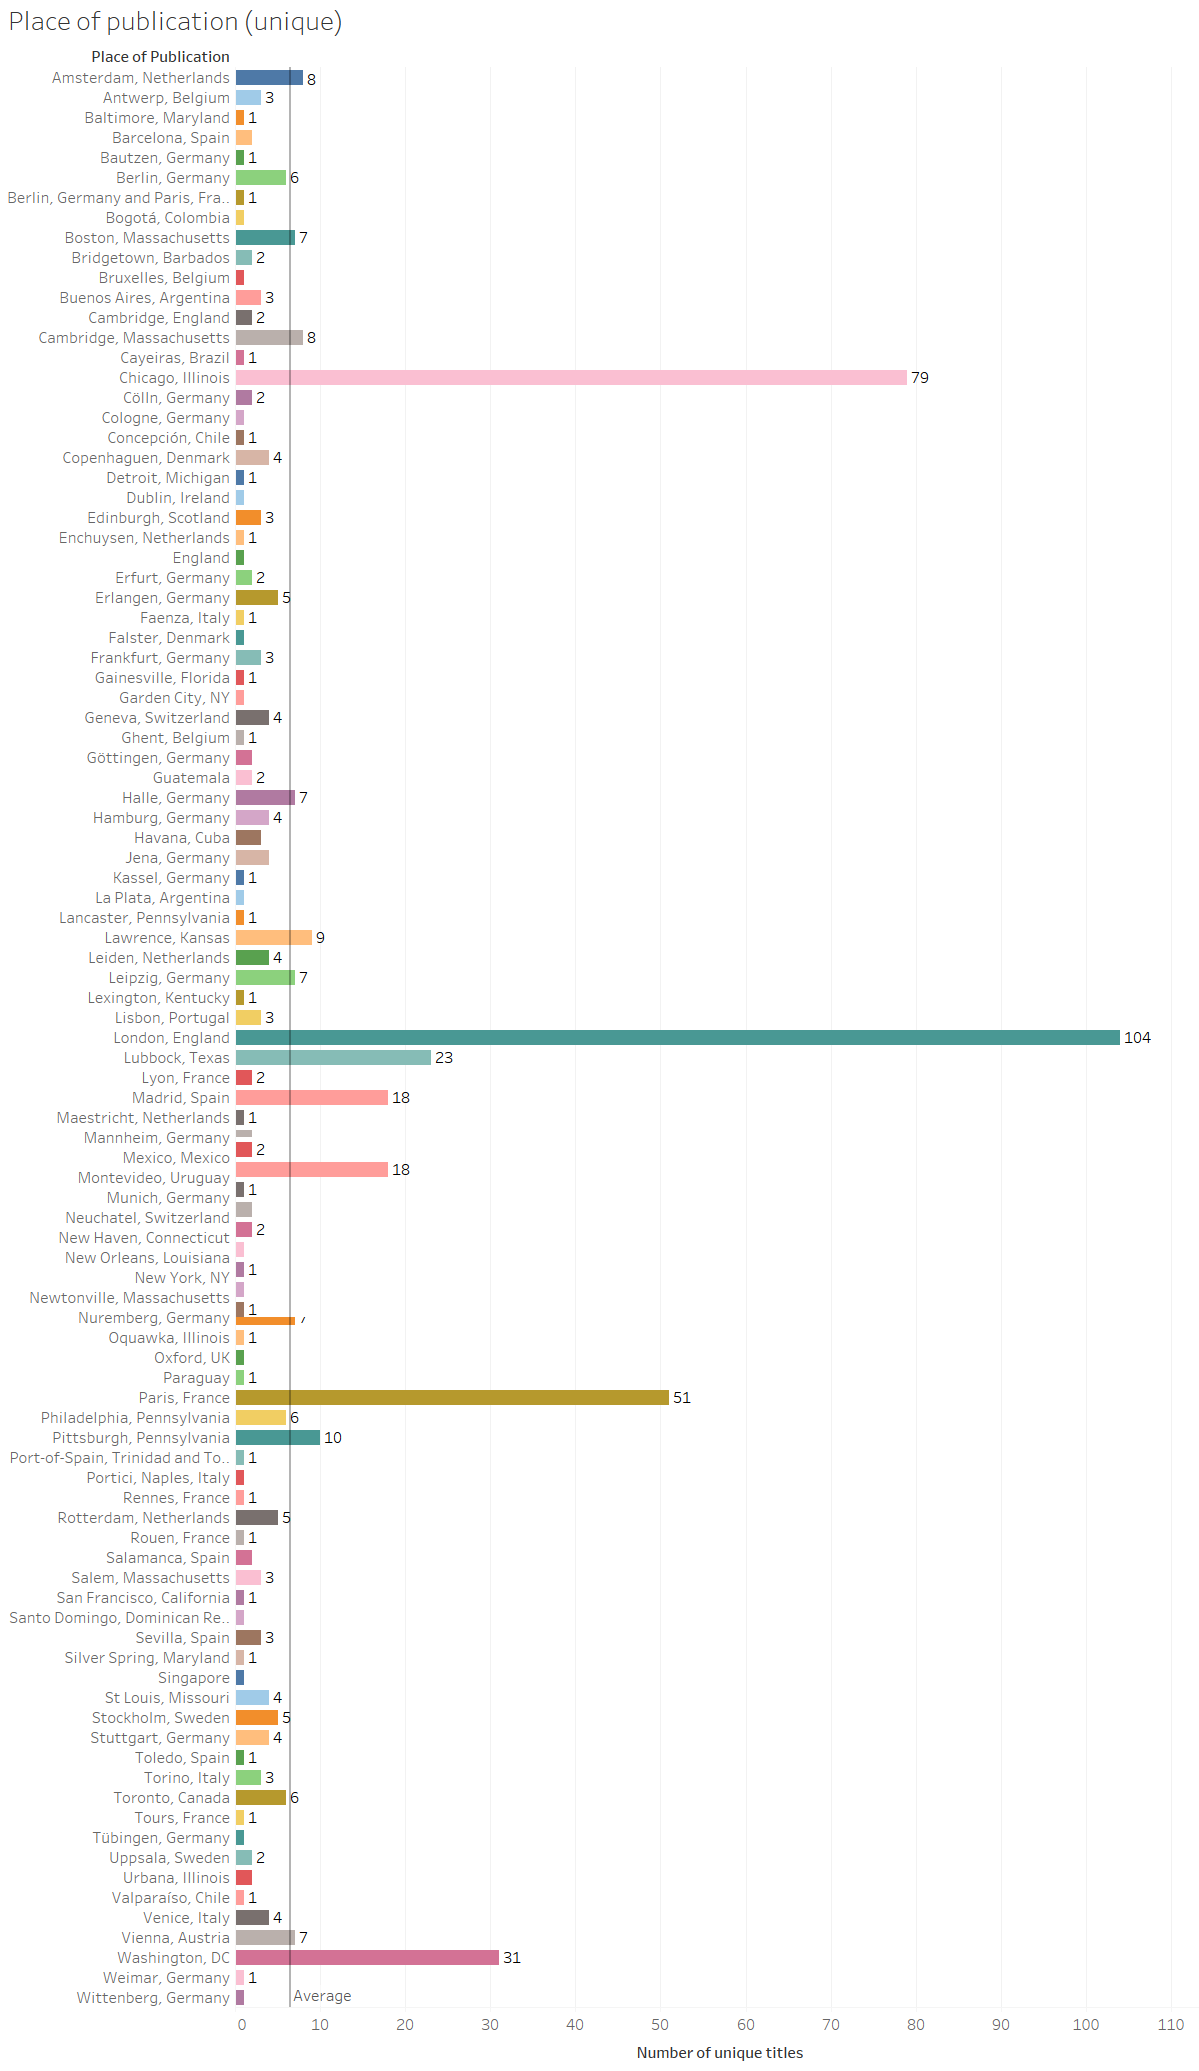 Place of publication (unique)
Place of Publication
Amsterdam, Netherlands 8
Antwerp, Belgium 3
Baltimore, Maryland 1
Barcelona, Spain
Bautzen, Germany 1
Berlin, Germany 6
Berlin, Germany and Paris, Fra.. 1
Bogotá, Colombia
Boston, Massachusetts 7
Bridgetown, Barbados 2
Bruxelles, Belgium
Buenos Aires, Argentina 3
Cambridge, England 2
Cambridge, Massachusetts 8
Cayeiras, Brazil 1
Chicago, Illinois 79
Cölln, Germany 2
Cologne, Germany
Concepción, Chile 1
Copenhaguen, Denmark 4
Detroit, Michigan 1
Dublin, Ireland
Edinburgh, Scotland 3
Enchuysen, Netherlands 1
England
Erfurt, Germany 2
Erlangen, Germany 5
Faenza, Italy 1
Falster, Denmark
Frankfurt, Germany 3
Gainesville, Florida 1
Garden City, NY
Geneva, Switzerland 4
Ghent, Belgium 1
Göttingen, Germany
Guatemala 2
Halle, Germany 7
Hamburg, Germany 4
Havana, Cuba
Jena, Germany
Kassel, Germany 1
La Plata, Argentina
Lancaster, Pennsylvania 1
Lawrence, Kansas 9
Leiden, Netherlands 4
Leipzig, Germany 7
Lexington, Kentucky 1
Lisbon, Portugal 3
London, England 104
Lubbock, Texas 23
Lyon, France 2
Madrid, Spain 18
Maestricht, Netherlands 1
Mannheim, Germany
Mexico, Mexico 2
Montevideo, Uruguay 18
Munich, Germany 1
Neuchatel, Switzerland
New Haven, Connecticut 2
New Orleans, Louisiana
New York, NY 1
Newtonville, Massachusetts
Nuremberg, Germany 1
Oquawka, Illinois 1
Oxford, UK
Paraguay 1
Paris, France 51
Philadelphia, Pennsylvania 6
Pittsburgh, Pennsylvania 10
Port-of-Spain, Trinidad and To.. 1
Portici, Naples, Italy
Rennes, France 1
Rotterdam, Netherlands 5
Rouen, France 1
Salamanca, Spain
Salem, Massachusetts 3
San Francisco, California 1
Santo Domingo, Dominican Re..
Sevilla, Spain 3
Silver Spring, Maryland 1
Singapore
St Louis, Missouri 4
Stockholm, Sweden 5
Stuttgart, Germany 4
Toledo, Spain 1
Torino, Italy 3
Toronto, Canada 6
Tours, France 1
Tübingen, Germany
Uppsala, Sweden 2
Urbana, Illinois
Valparaíso, Chile 1
Venice, Italy 4
Vienna, Austria 7
Washington, DC 31
Weimar, Germany 1
Wittenberg, Germany
Average
0 10 20 30 40 50 60 70 80 90 100 110
Number of unique titles